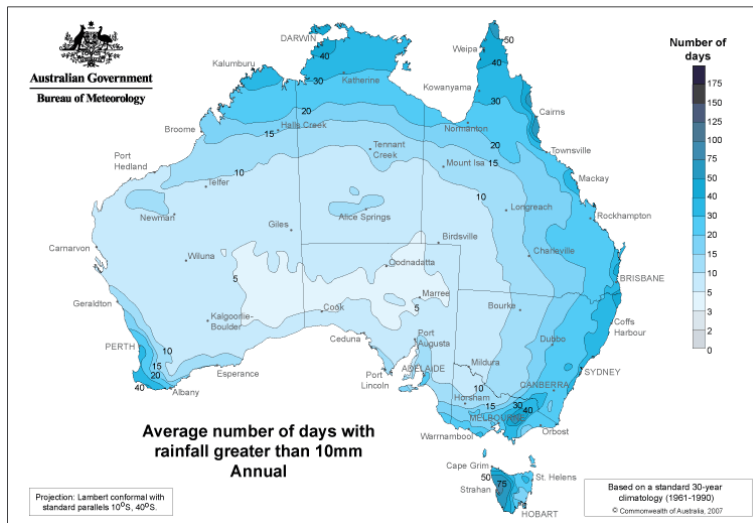 Australian Government
Bureau of Meteorology
Number of
days
175
150
125
100
75
50
40
30
20
15
10
5
3
2
0
DARWIN
40
Kalumburu
30
Katherine
20
Broome
15
Halls Creek
Port
Hedland
10
Telfer
Tennant
Creek
50
Weipa
40
Kowanyama
30
Cairns
Normanton
20
Townsville
15
Mount Isa
Mackay
10
Newman
Alice Springs
Longreach
Rockhampton
Giles
Birdsville
Carnarvon
Wiluna
5
Oodnadatta
Charleville
BRISBANE
Geraldton
Marree
5
Cook
Bourke
Kalgoorlie-
Boulder
Coffs
Harbour
Ceduna
Port
Augusta
Dubbo
PERTH
10
15
20
40
Esperance
Albany
Port
Lincoln
ADELAIDE
Mildura
SYDNEY
10
CANBERRA
Horsham
15
30
40
MELBOURNE
Warrnambool
Orbost
Average number of days with
rainfall greater than 10mm
Annual
Cape Grim
50
75
St. Helens
Strahan
HOBART
Projection: Lambert conformal with
standard parallels 10°S, 40°S.
Based on a standard 30-year
climatology (1961-1990)
© Commonwealth of Australia, 2007